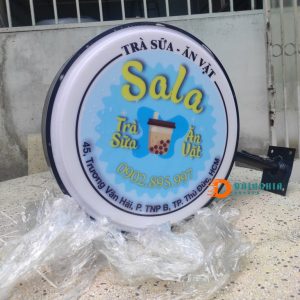 TRÀ SỮA - ĂN VẶT
Sala
Trà
Sữa
Ăn
Vặt
0902.895.997
45, Trương Văn Hải, P. TNP B, TP. Thủ Đức, HCM